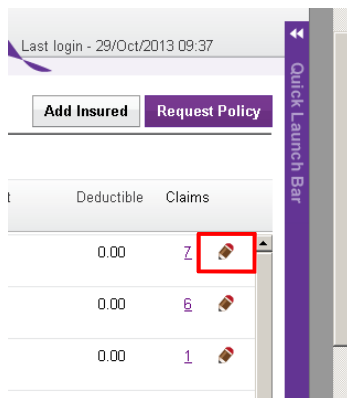 Last login - 29/Oct/2013 09:37
Quick Launch Bar
Add Insured Request Policy
t Deductible Claims
0.00 7
0.00 6
0.00 1